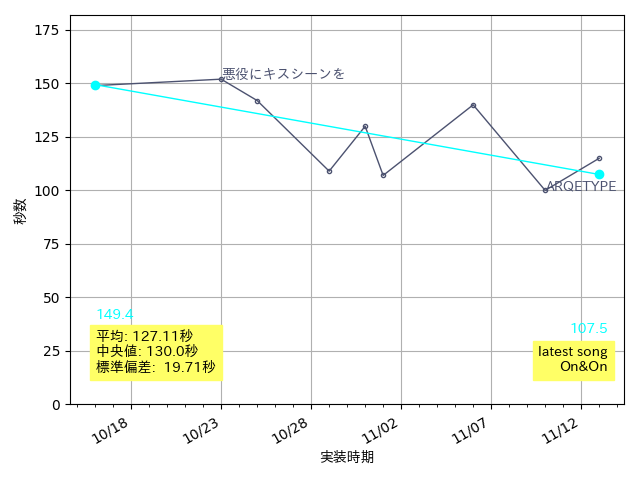 175
150
125
100
75
50
25
0
秒数
悪役にキスシーンを
ARQETYPE
149.4
107.5
平均: 127.11秒
中央値: 130.0秒
標準偏差: 19.71秒
latest song
On&On
10/18
10/23
10/28
11/02
11/07
11/12
実装時期